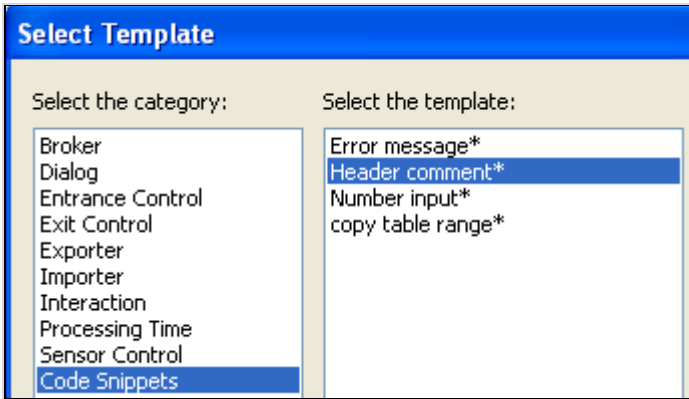 Select Template
Select the category:
Broker
Dialog
Entrance Control
Exit Control
Exporter
Importer
Interaction
Processing Time
Sensor Control
Code Snippets
Select the template:
Error message*
Header comment*
Number input*
copy table range*